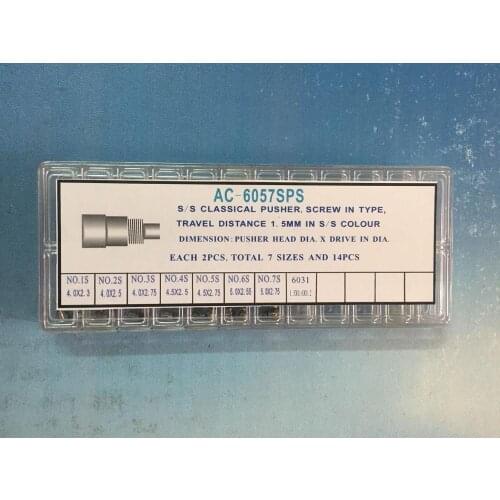 AC-6057SPS
S/S CLASSICAL PUSHER, SCREW IN TYPE,
TRAVEL DISTANCE 1.5MM IN S/S COLOUR
DIMENSION: PUSHER HEAD DIA. X DRIVE IN DIA.
EACH 2PCS, TOTAL 7 SIZES AND 14PCS
NO.1S NO.2S NO.3S NO.4S NO.5S NO.6S NO.7S 6031
4.0X2.3 4.0X2.5 4.0X2.75 4.5X2.5 4.5X2.75 5.0X2.75